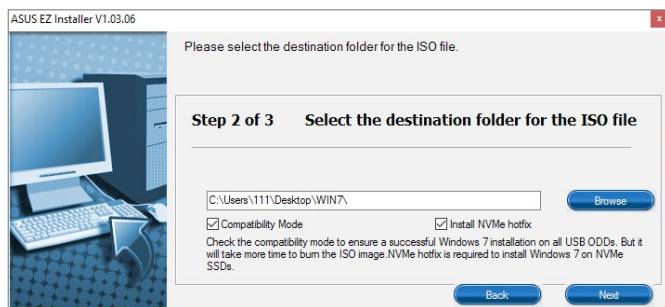 ASUS EZ Installer V1.03.06
x
Please select the destination folder for the ISO file.
Step 2 of 3 Select the destination folder for the ISO file
C:\Users\111\Desktop\WIN7\
Browse
Compatibility Mode
Install NVMe hotfix
Check the compatibility mode to ensure a successful Windows 7 installation on all USB ODDs. But it
will take more time to burn the ISO image.NVMe hotfix is required to install Windows 7 on NVMe
SSDs.
Back
Next